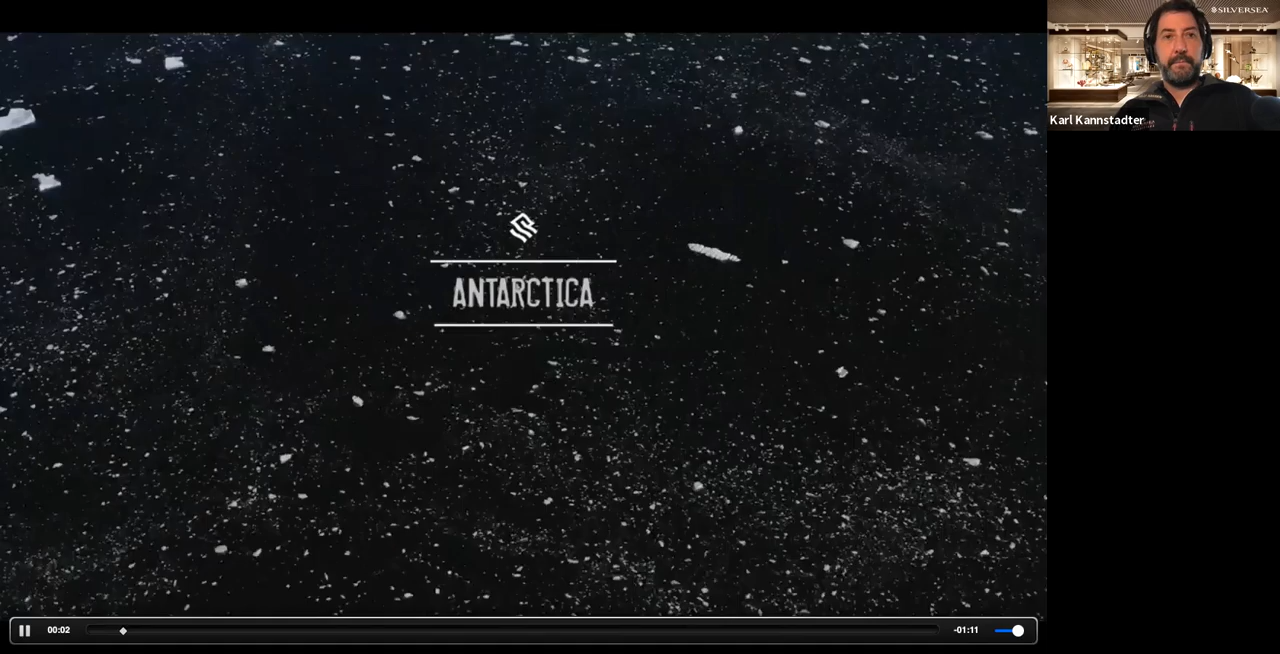 SILVERSEA
Karl Kannstadter
ANTARCTICA
00:02
-01:11